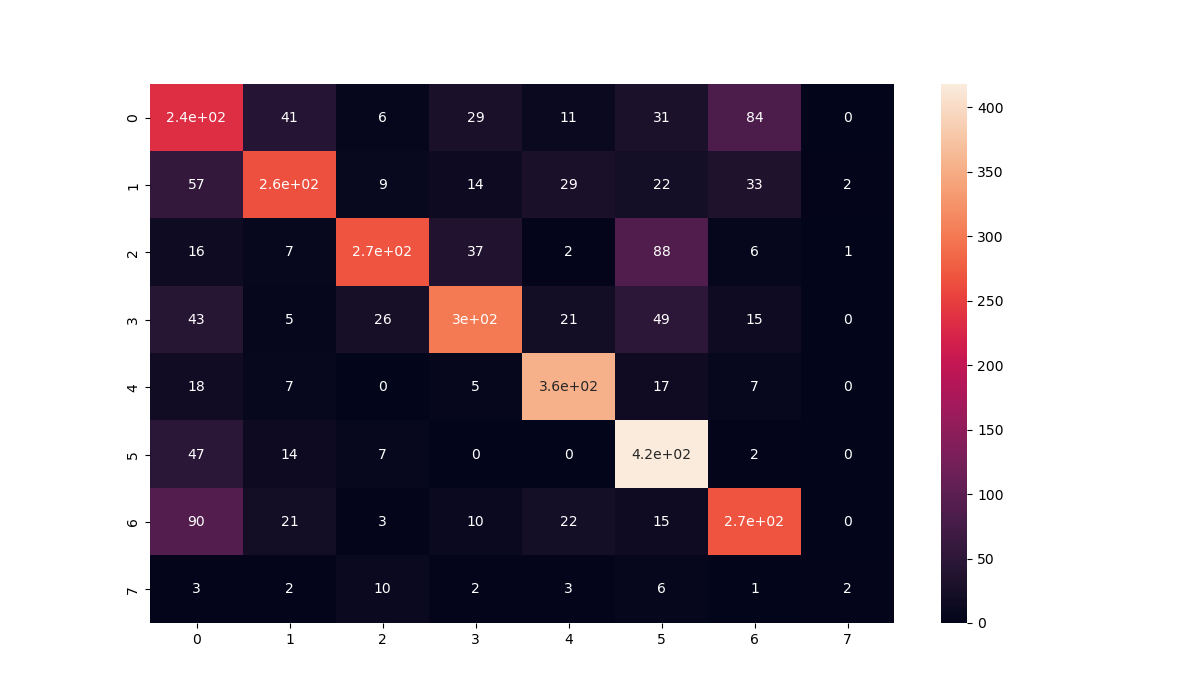 0 2.4e+02 41 6 29 11 31 84 0
1 57 2.6e+02 9 14 29 22 33 2
2 16 7 2.7e+02 37 2 88 6 1
3 43 5 26 3e+02 21 49 15 0
4 18 7 0 5 3.6e+02 17 7 0
5 47 14 7 0 0 4.2e+02 2 0
6 90 21 3 10 22 15 2.7e+02 0
7 3 2 10 2 3 6 1 2
0 1 2 3 4 5 6 7
400
350
300
250
200
150
100
50
0